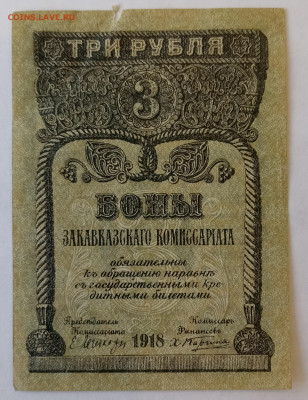 COINS.LAVE.RU
ТРИ РУБЛЯ
3
БОНЫ
ЗАКАВКАЗСКАГО КОМИССАРІАТА
обязательны
къ обращенію наравнѣ
съ государственными кре-
дитными билетами
Предсѣдатель Комиссаръ
Комиссаріата Финансовъ
1918